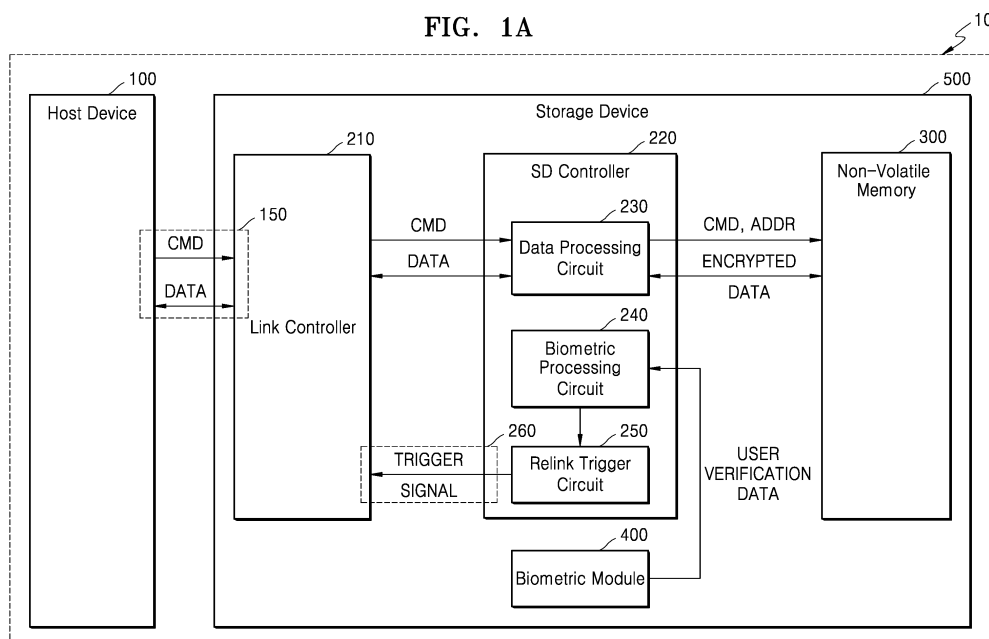 FIG. 1A
10
100
Host Device
500
Storage Device
210
Link Controller
220
SD Controller
300
Non-Volatile
Memory
150
CMD
DATA
CMD
DATA
230
Data Processing
Circuit
CMD, ADDR
ENCRYPTED
DATA
240
Biometric
Processing
Circuit
260
TRIGGER
SIGNAL
250
Relink Trigger
Circuit
USER
VERIFICATION
DATA
400
Biometric Module